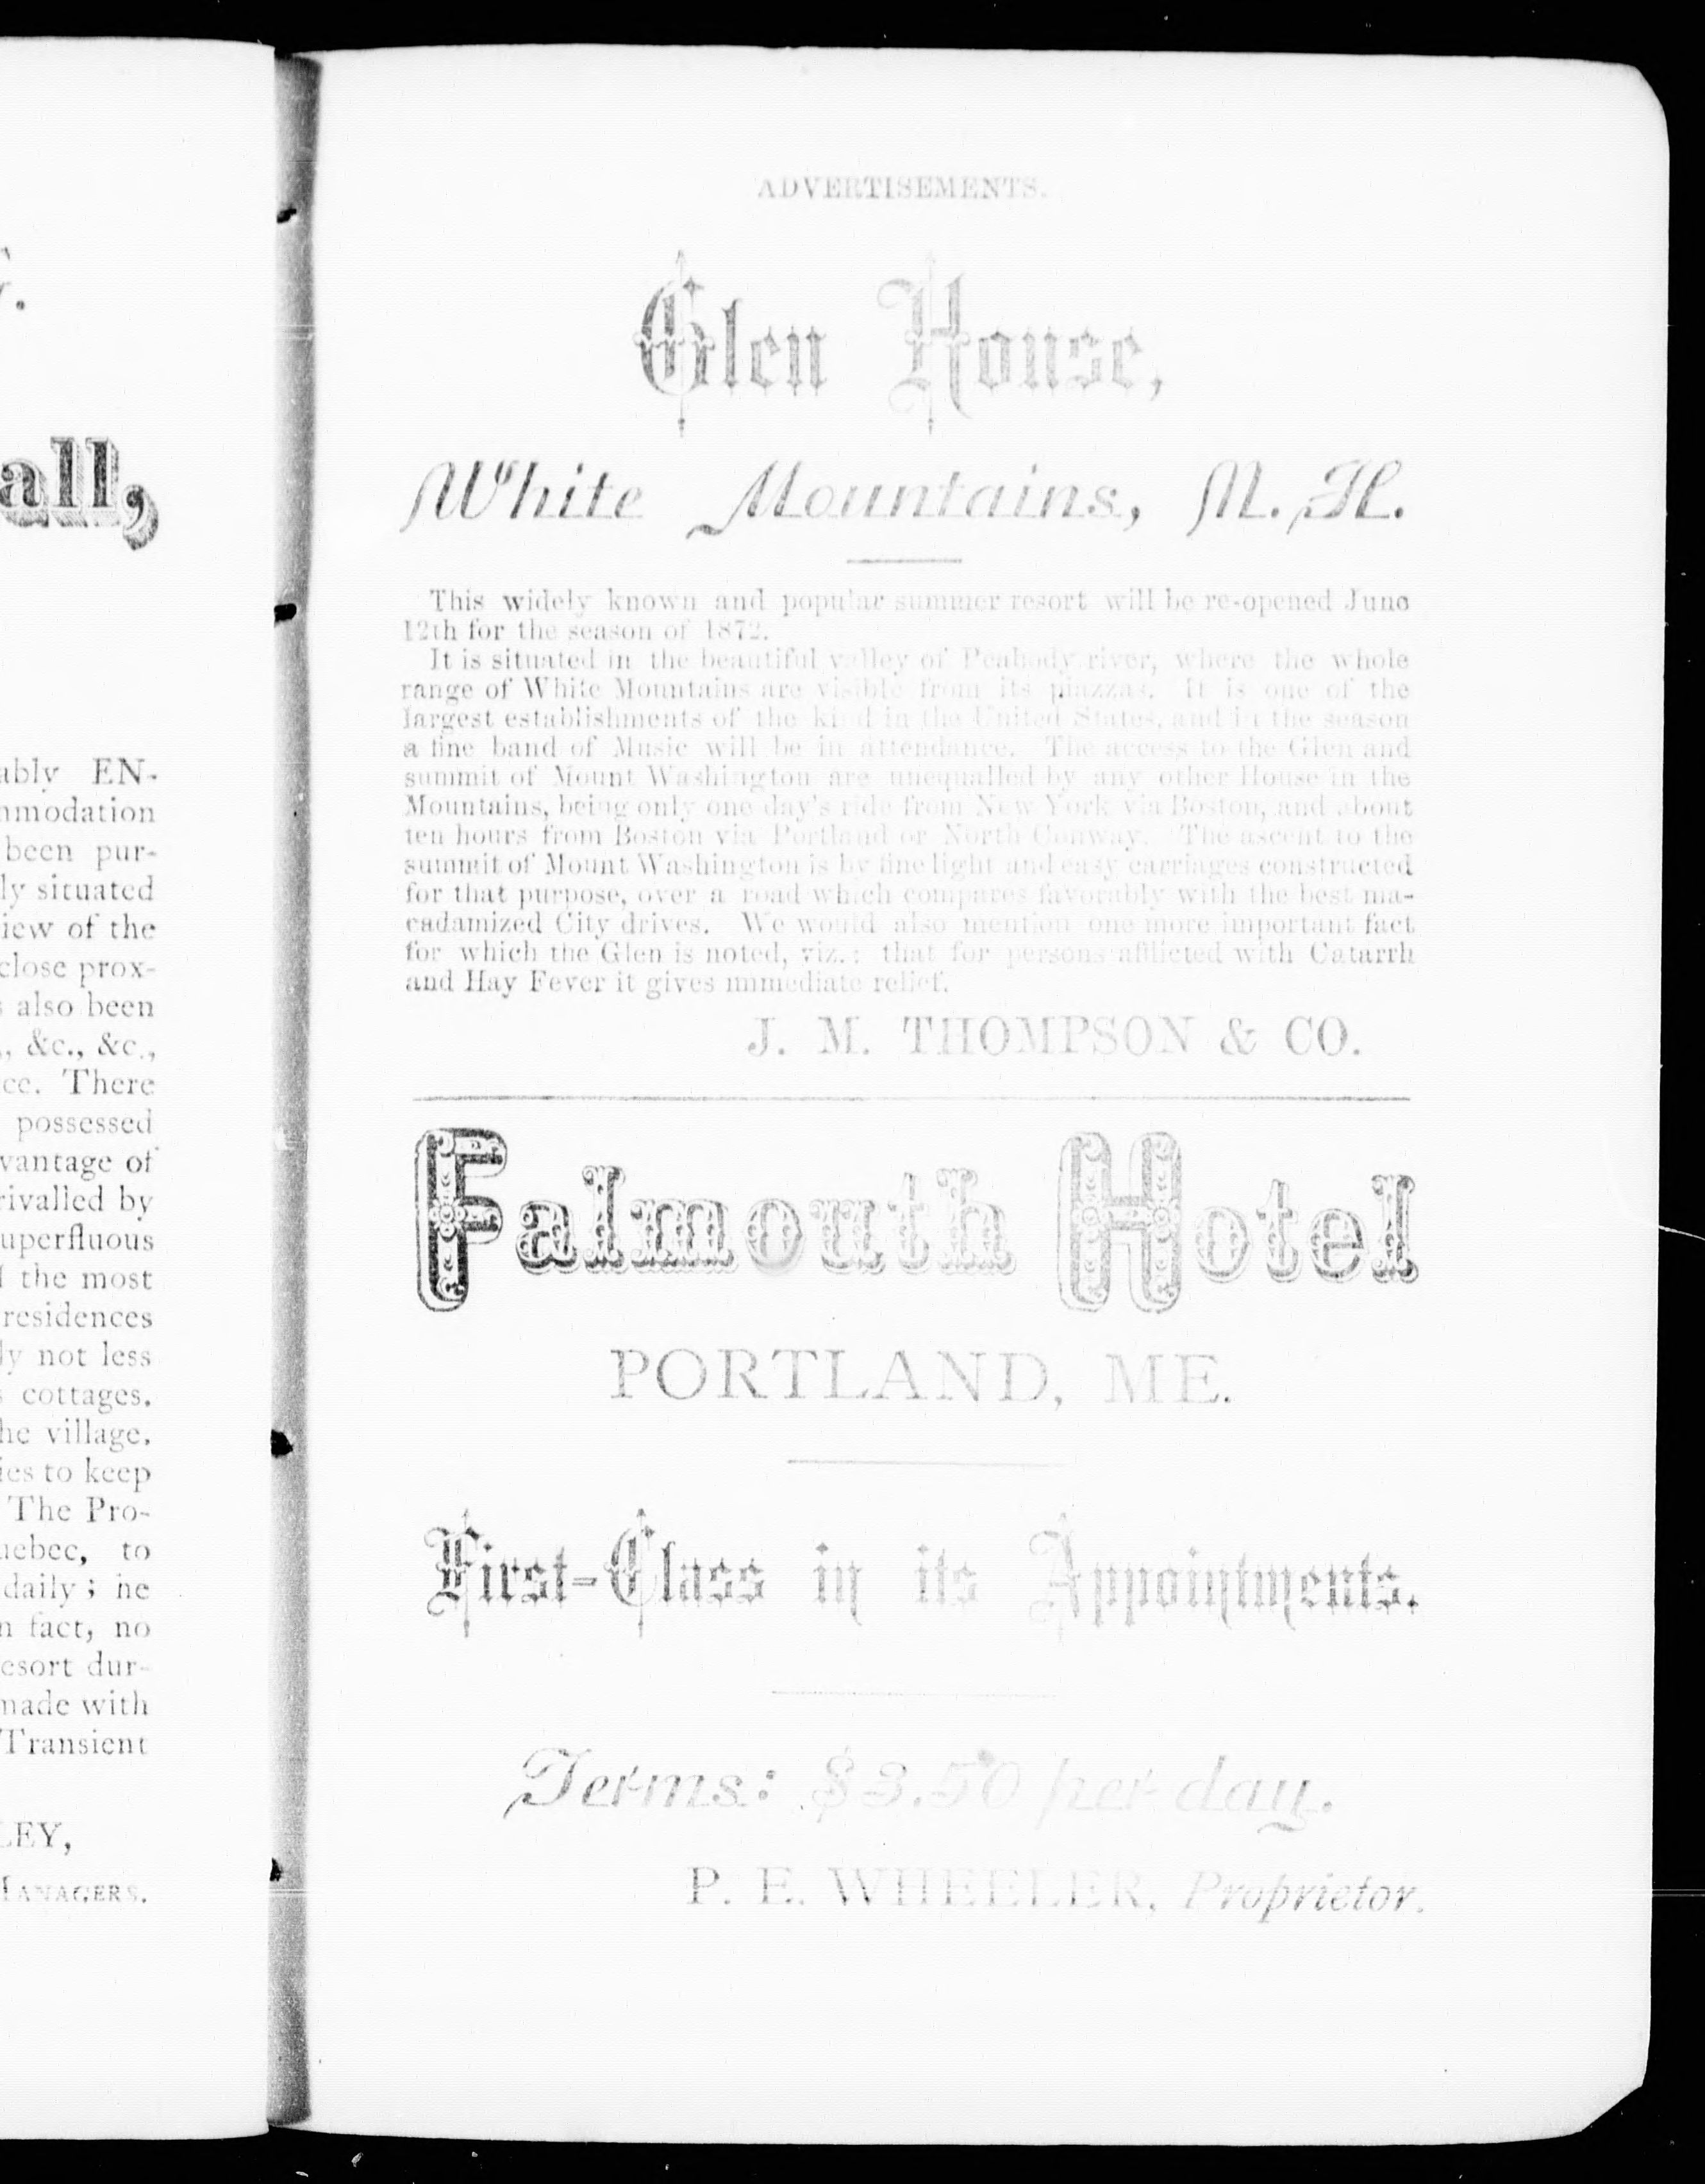 all,
ably EN-
mmodation
been pur-
ly situated
iew of the
close prox-
s also been
, &c., &c.,
ce. There
possessed
vantage of
rivalled by
uperfluous
the most
residences
ly not less
s cottages,
he village,
ies to keep
The Pro-
uebec, to
daily; he
n fact, no
esort dur-
made with
Transient
LEY,
MANAGERS.
ADVERTISEMENTS.
Glen House,
White Mountains, N. H.
This widely known and popular summer resort will be re-opened June
12th for the season of 1872.
It is situated in the beautiful valley of Peabody river, where the whole
range of White Mountains are visible from its piazzas. It is one of the
largest establishments of the kind in the United States, and in the season
a fine band of Music will be in attendance. The access to the Glen and
summit of Mount Washington are unequalled by any other House in the
Mountains, being only one day's ride from New York via Boston, and about
ten hours from Boston via Portland or North Conway. The ascent to the
summit of Mount Washington is by fine light and easy carriages constructed
for that purpose, over a road which compares favorably with the best ma-
cadamized City drives. We would also mention one more important fact
for which the Glen is noted, viz.: that for persons afflicted with Catarrh
and Hay Fever it gives immediate relief.
J. M. THOMPSON & CO.
Falmouth Hotel
PORTLAND, ME.
First-Class in its Appointments.
Terms: $3.50 per day.
P. E. WHEELER, Proprietor.